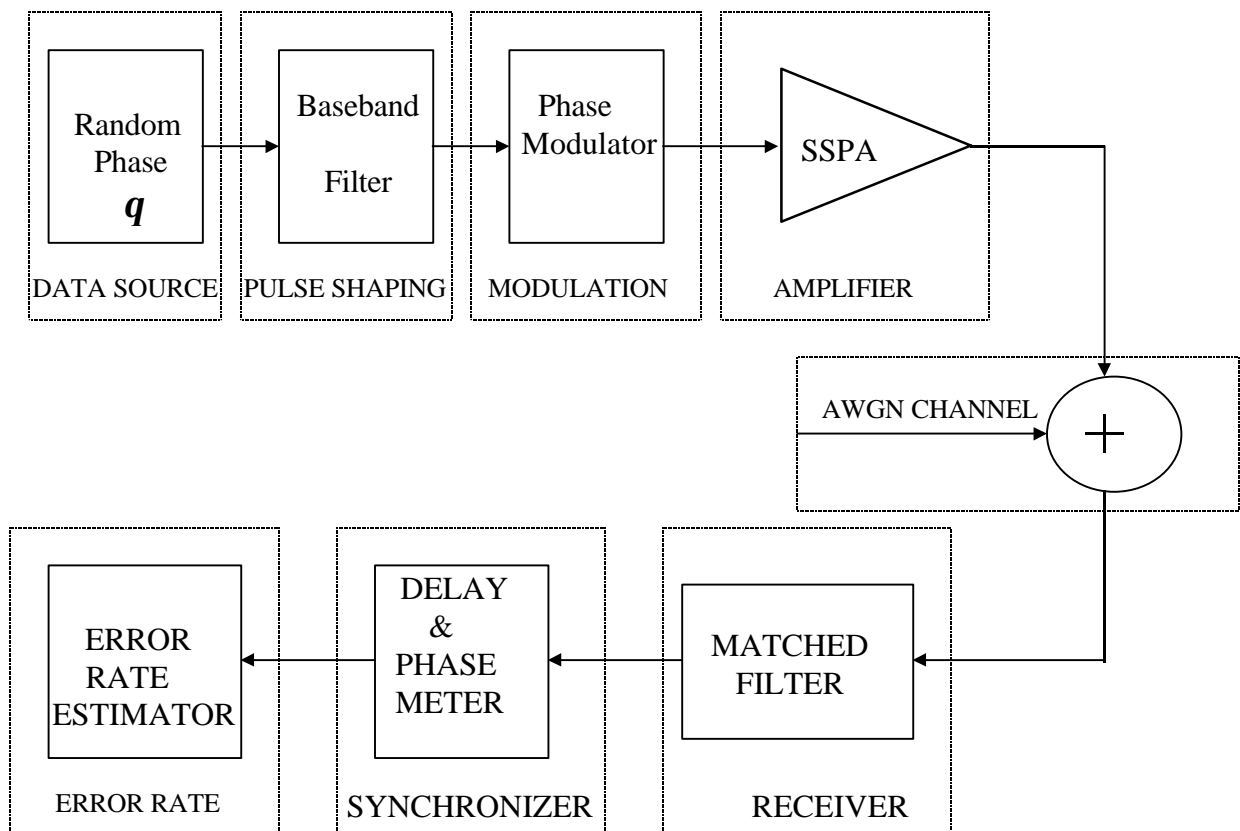 Random
Phase
q
DATA SOURCE
Baseband
Filter
PULSE SHAPING
Phase
Modulator
MODULATION
SSPA
AMPLIFIER
AWGN CHANNEL
+
ERROR
RATE
ESTIMATOR
ERROR RATE
DELAY
&
PHASE
METER
SYNCHRONIZER
MATCHED
FILTER
RECEIVER